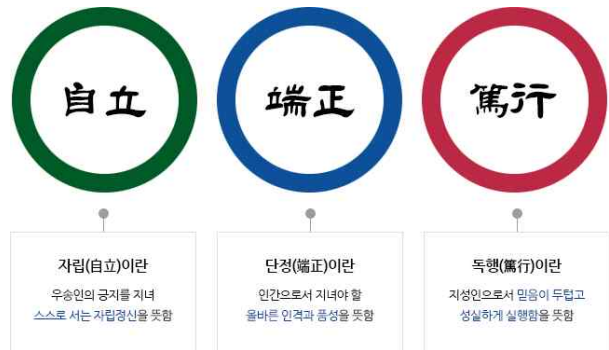 自立
端正
篤行
자립(自立)이란
우송인의 긍지를 지녀
스스로 서는 자립정신을 뜻함
단정(端正)이란
인간으로서 지녀야 할
올바른 인격과 품성을 뜻함
독행(篤行)이란
지성인으로서 믿음이 두텁고
성실하게 실행함을 뜻함